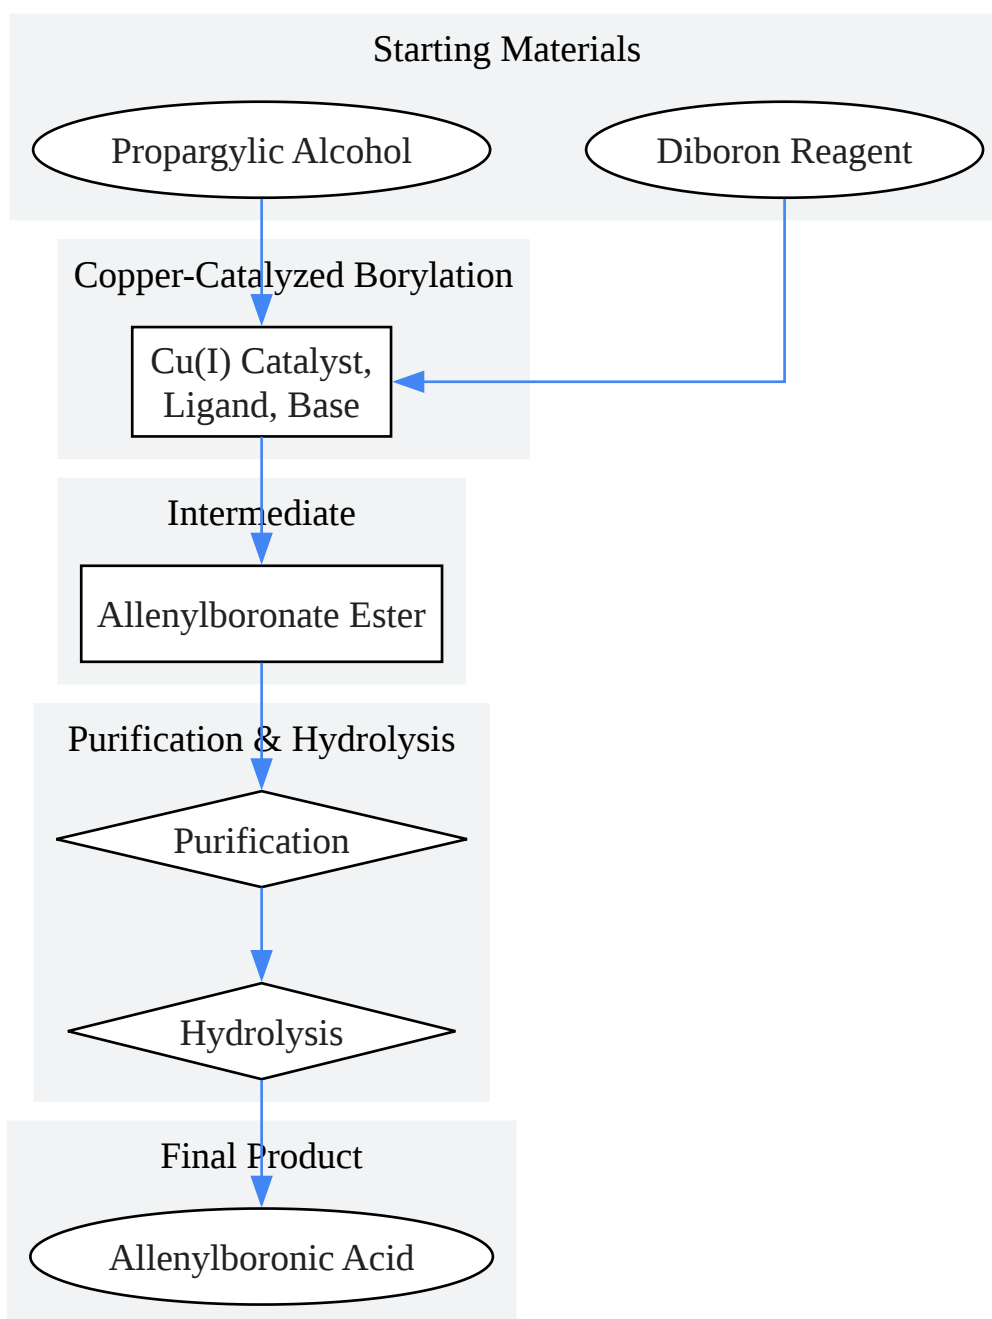 Starting Materials
Propargylic Alcohol
Diboron Reagent
Copper-Catalyzed Borylation
Cu(I) Catalyst,
Ligand, Base
Intermediate
Allenylboronate Ester
Purification & Hydrolysis
Purification
Hydrolysis
Final Product
Allenylboronic Acid